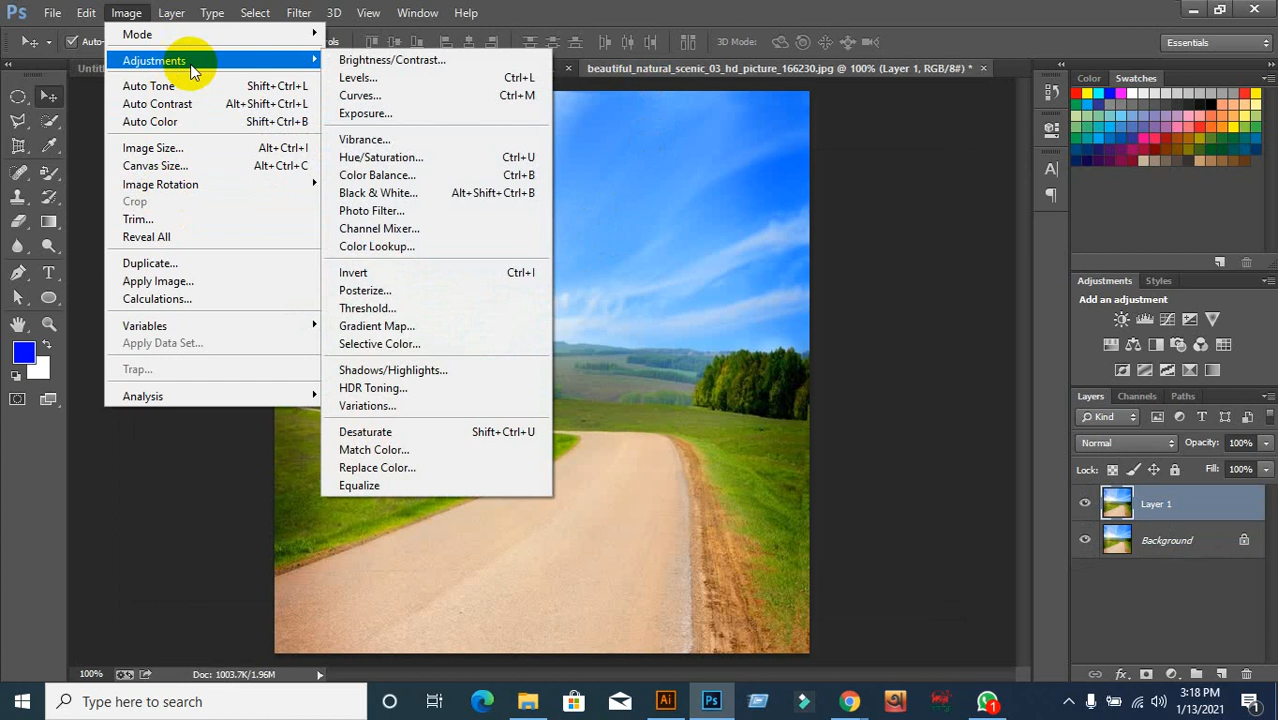 Ps File Edit Image Layer Type Select Filter 3D View Window Help
Auto-
3D Mode:
Essentials
beautiful_natural_scenic_03_hd_picture_166230.jpg @ 100% (Layer 1, RGB/8#) *
Mode
Adjustments
Auto Tone Shift+Ctrl+L
Auto Contrast Alt+Shift+Ctrl+L
Auto Color Shift+Ctrl+B
Image Size... Alt+Ctrl+I
Canvas Size... Alt+Ctrl+C
Image Rotation
Crop
Trim...
Reveal All
Duplicate...
Apply Image...
Calculations...
Variables
Apply Data Set...
Trap...
Analysis
Brightness/Contrast...
Levels... Ctrl+L
Curves... Ctrl+M
Exposure...
Vibrance...
Hue/Saturation... Ctrl+U
Color Balance... Ctrl+B
Black & White... Alt+Shift+Ctrl+B
Photo Filter...
Channel Mixer...
Color Lookup...
Invert Ctrl+I
Posterize...
Threshold...
Gradient Map...
Selective Color...
Shadows/Highlights...
HDR Toning...
Variations...
Desaturate Shift+Ctrl+U
Match Color...
Replace Color...
Equalize
Color Swatches
Adjustments Styles
Add an adjustment
Layers Channels Paths
Kind
Normal Opacity: 100%
Lock: Fill: 100%
Layer 1
Background
100% Doc: 1003.7K/1.96M
Type here to search
Ai Ps
1
3:18 PM
1/13/2021
1